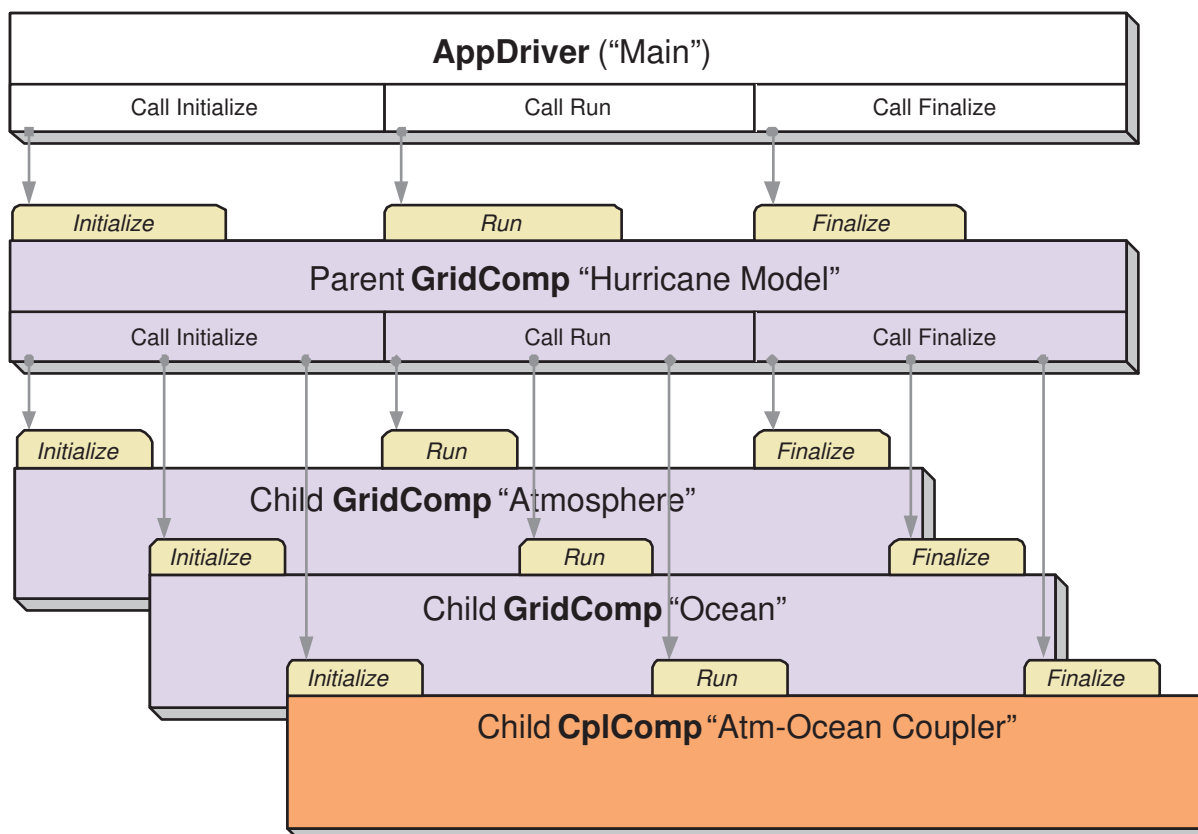 AppDriver (“Main”)
Call Initialize
Call Run
Call Finalize
Initialize
Run
Finalize
Parent GridComp “Hurricane Model”
Call Initialize
Call Run
Call Finalize
Initialize
Run
Finalize
Child GridComp “Atmosphere”
Initialize
Run
Finalize
Child GridComp “Ocean”
Initialize
Run
Finalize
Child CplComp “Atm-Ocean Coupler”